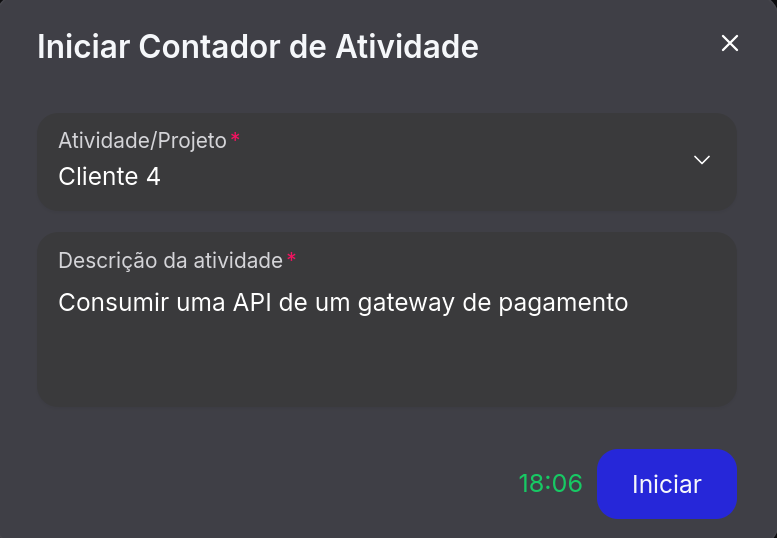 Iniciar Contador de Atividade
Atividade/Projeto *
Cliente 4
Descrição da atividade *
Consumir uma API de um gateway de pagamento
18:06 Iniciar